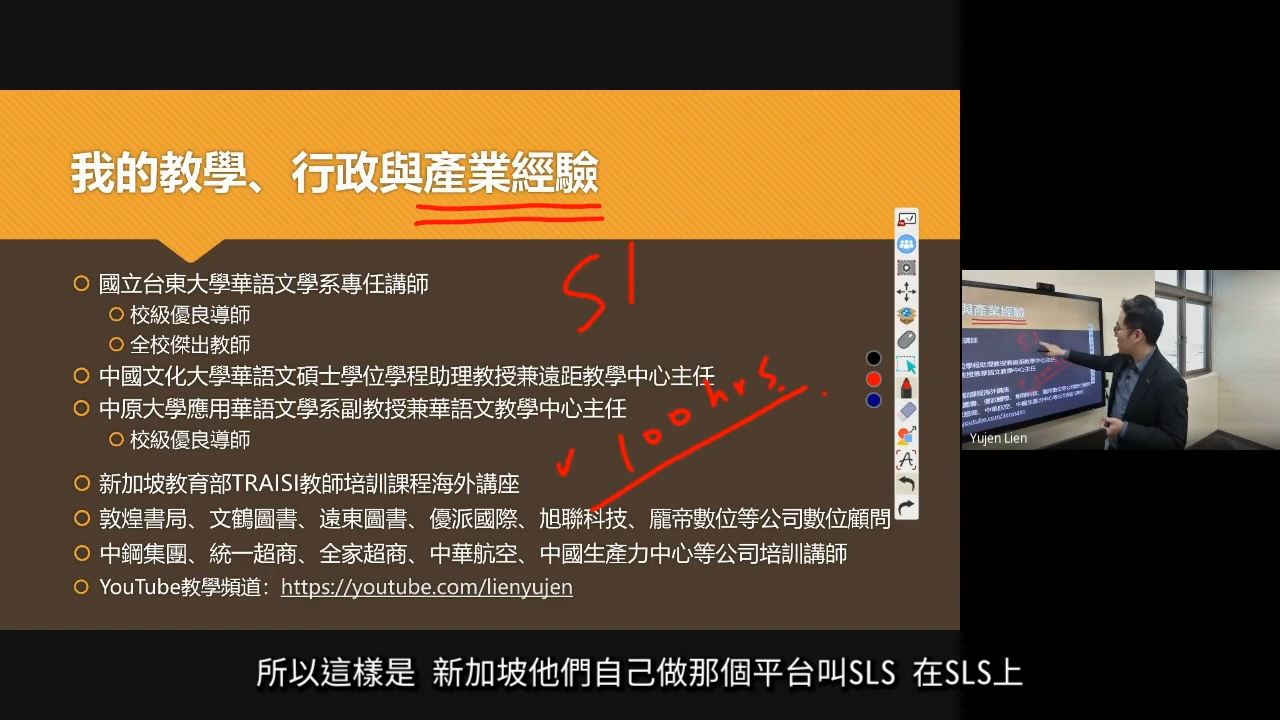 我的教學、行政與產業經驗
國立台東大學華語文學系專任講師
校級優良導師
全校傑出教師
中國文化大學華語文碩士學位學程助理教授兼遠距教學中心主任
中原大學應用華語文學系副教授兼華語文教學中心主任
校級優良導師
新加坡教育部TRAISI教師培訓課程海外講座
敦煌書局、文鶴圖書、遠東圖書、優派國際、旭聯科技、龐帝數位等公司數位顧問
中鋼集團、統一超商、全家超商、中華航空、中國生產力中心等公司培訓講師
YouTube教學頻道：https://youtube.com/lienyujen
100hrs.
Yujen Lien
所以這樣是 新加坡他們自己做那個平台叫SLS 在SLS上